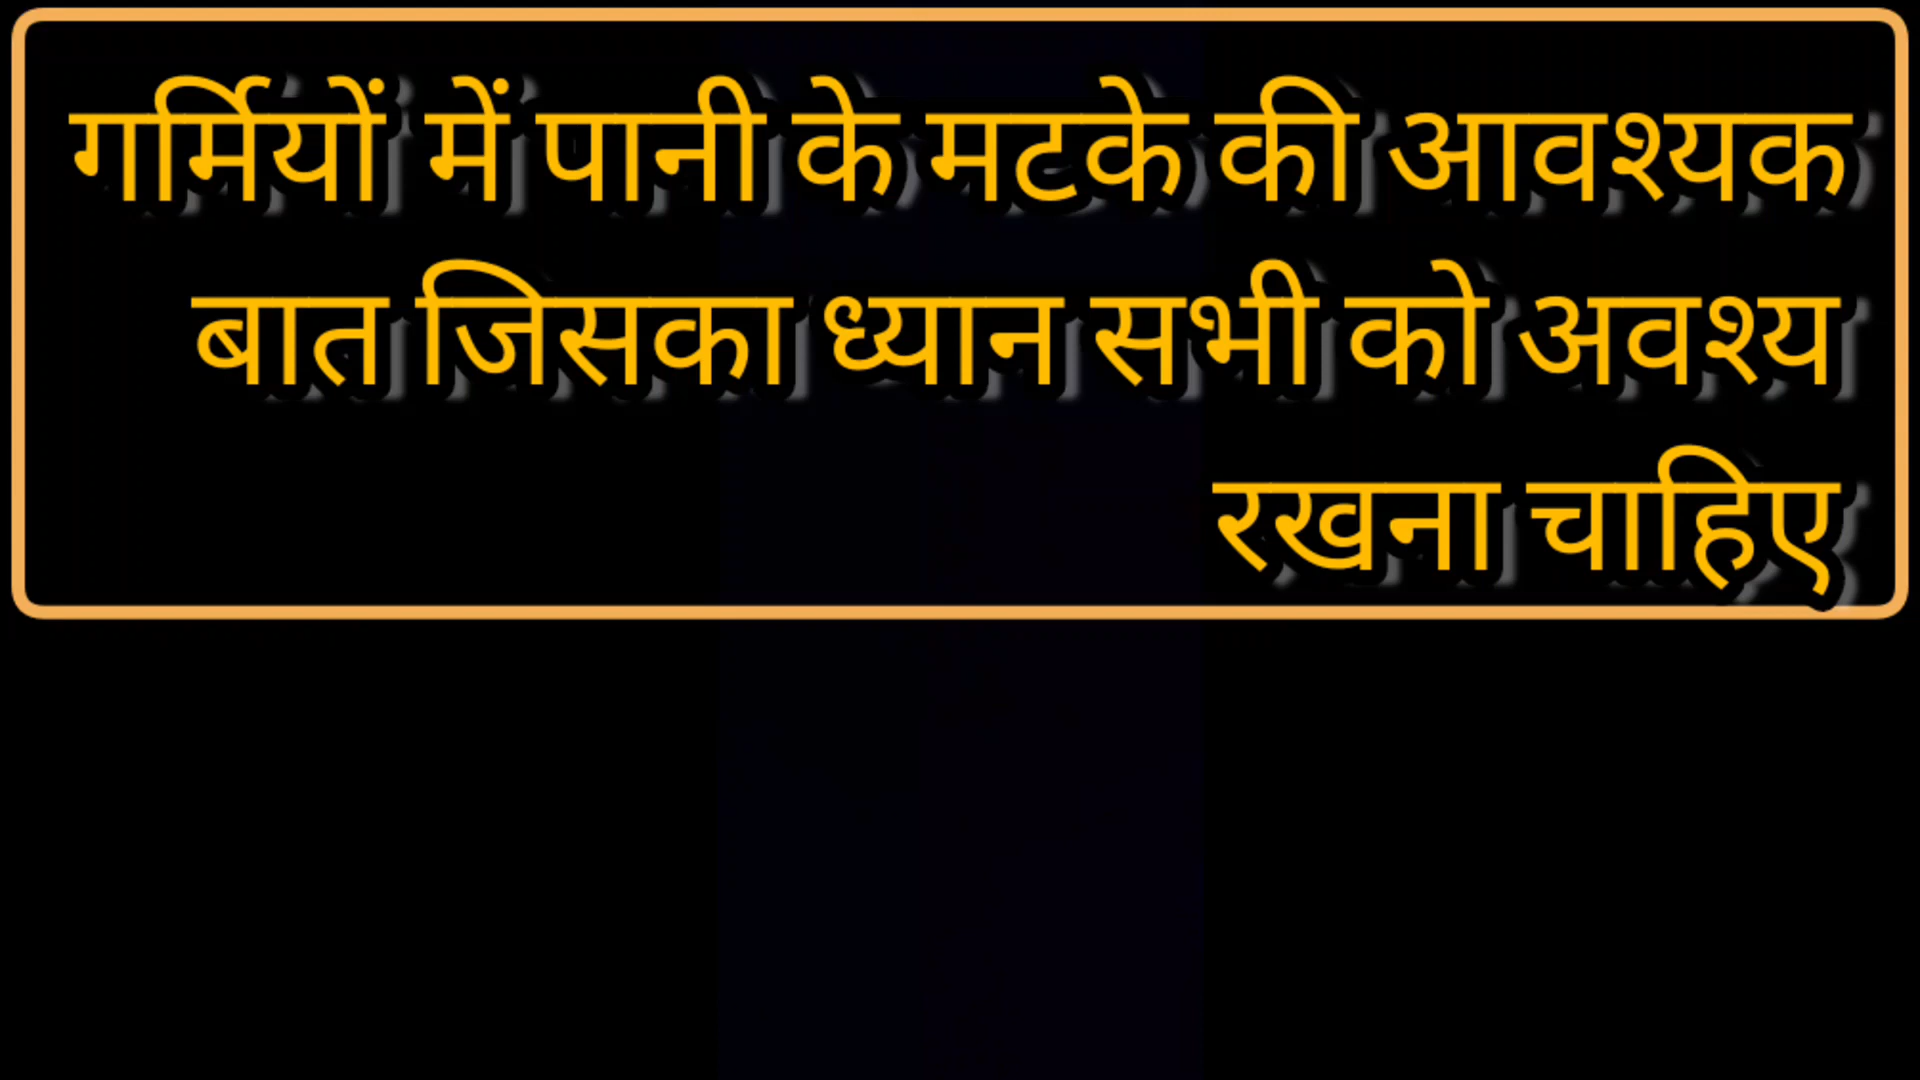 गर्मियों में पानी के मटके की आवश्यक
बात जिसका ध्यान सभी को अवश्य
रखना चाहिए